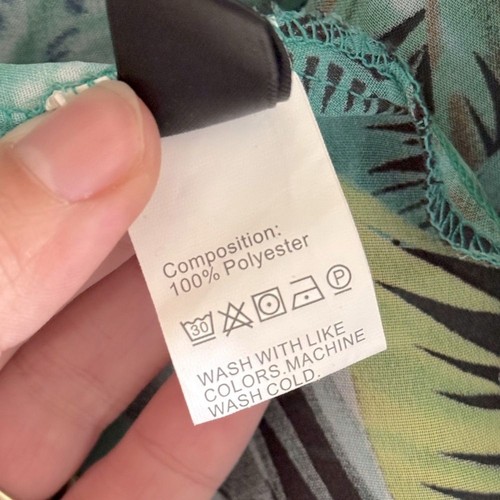 Composition:
100% Polyester
30 P
WASH WITH LIKE
COLORS.MACHINE
WASH COLD.